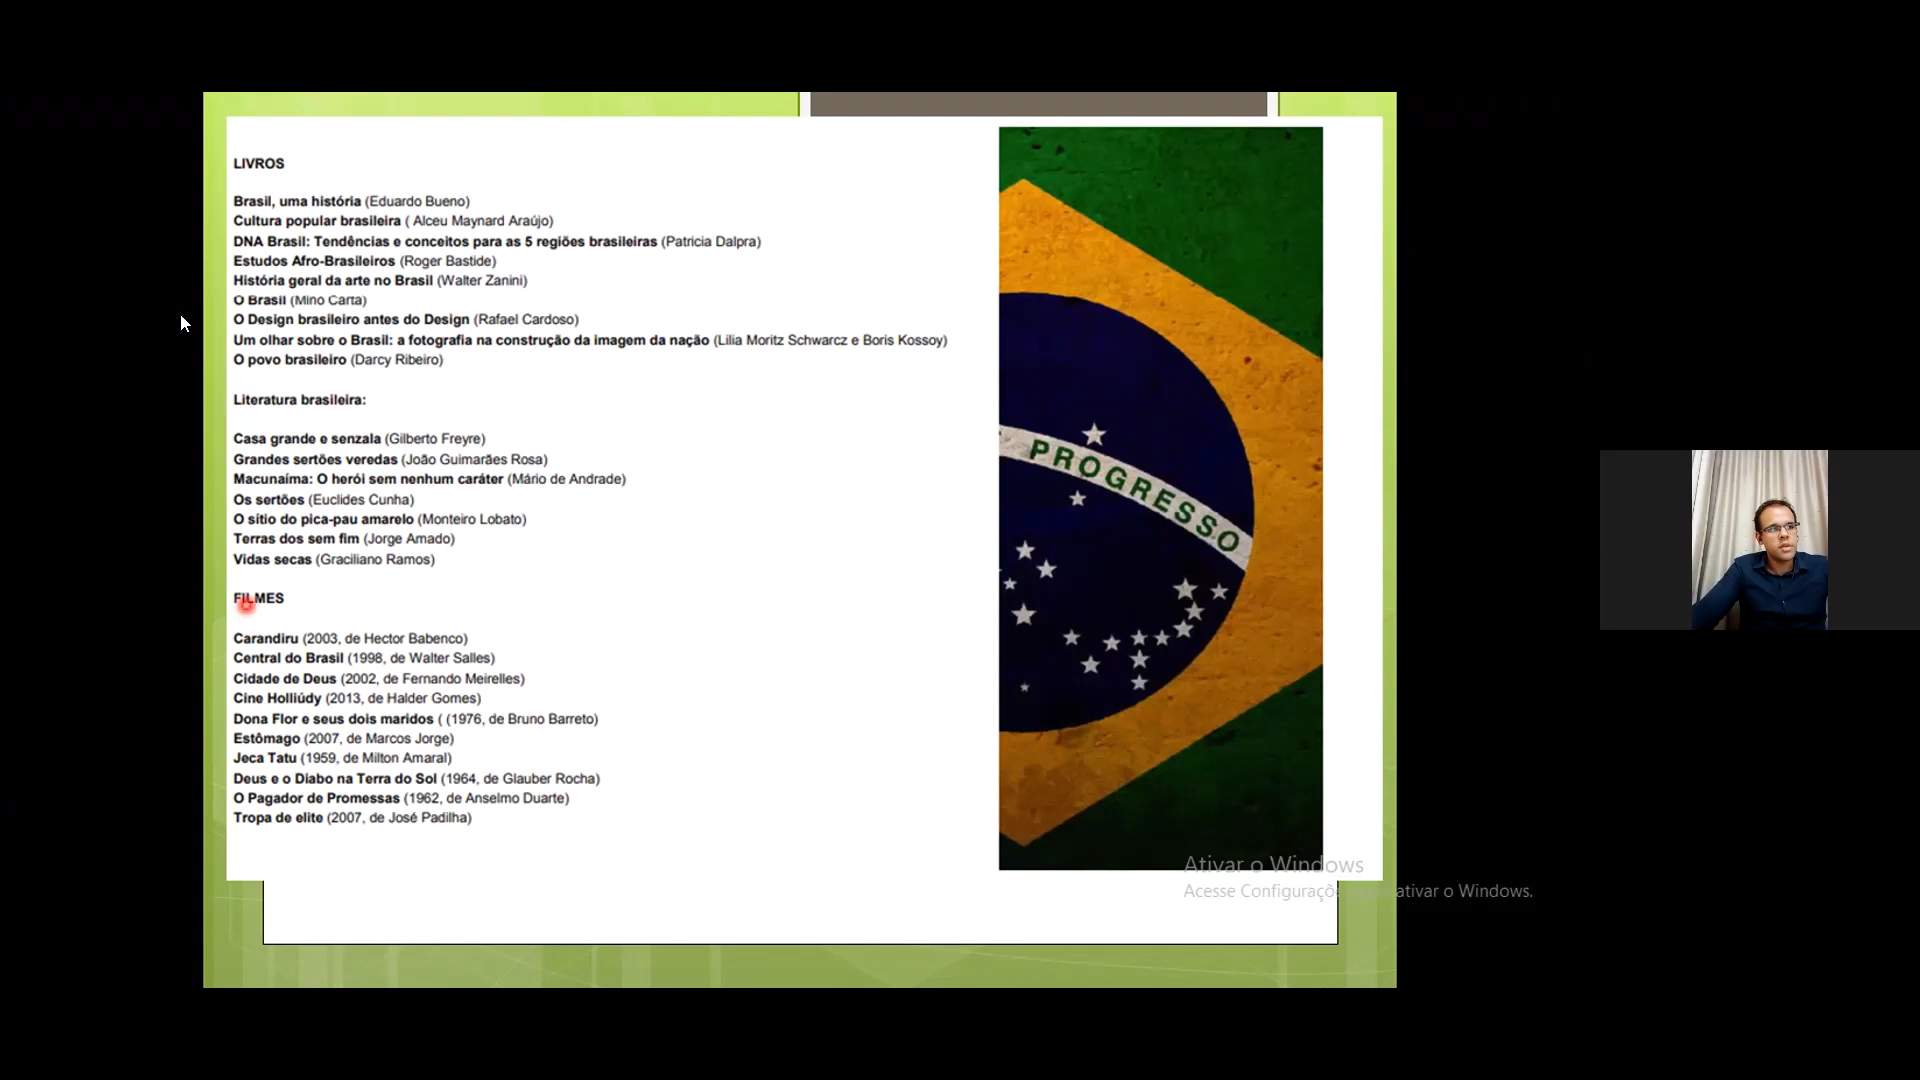 LIVROS
Brasil, uma história (Eduardo Bueno)
Cultura popular brasileira ( Alceu Maynard Araújo)
DNA Brasil: Tendências e conceitos para as 5 regiões brasileiras (Patricia Dalpra)
Estudos Afro-Brasileiros (Roger Bastide)
História geral da arte no Brasil (Walter Zanini)
O Brasil (Mino Carta)
O Design brasileiro antes do Design (Rafael Cardoso)
Um olhar sobre o Brasil: a fotografia na construção da imagem da nação (Lilia Moritz Schwarcz e Boris Kossoy)
O povo brasileiro (Darcy Ribeiro)
Literatura brasileira:
Casa grande e senzala (Gilberto Freyre)
Grandes sertões veredas (João Guimarães Rosa)
Macunaíma: O herói sem nenhum caráter (Mário de Andrade)
Os sertões (Euclides Cunha)
O sítio do pica-pau amarelo (Monteiro Lobato)
Terras dos sem fim (Jorge Amado)
Vidas secas (Graciliano Ramos)
FILMES
Carandiru (2003, de Hector Babenco)
Central do Brasil (1998, de Walter Salles)
Cidade de Deus (2002, de Fernando Meirelles)
Cine Holliúdy (2013, de Halder Gomes)
Dona Flor e seus dois maridos ( (1976, de Bruno Barreto)
Estômago (2007, de Marcos Jorge)
Jeca Tatu (1959, de Milton Amaral)
Deus e o Diabo na Terra do Sol (1964, de Glauber Rocha)
O Pagador de Promessas (1962, de Anselmo Duarte)
Tropa de elite (2007, de José Padilha)
PROGRESSO
Ativar o Windows
Acesse ativar o Windows.